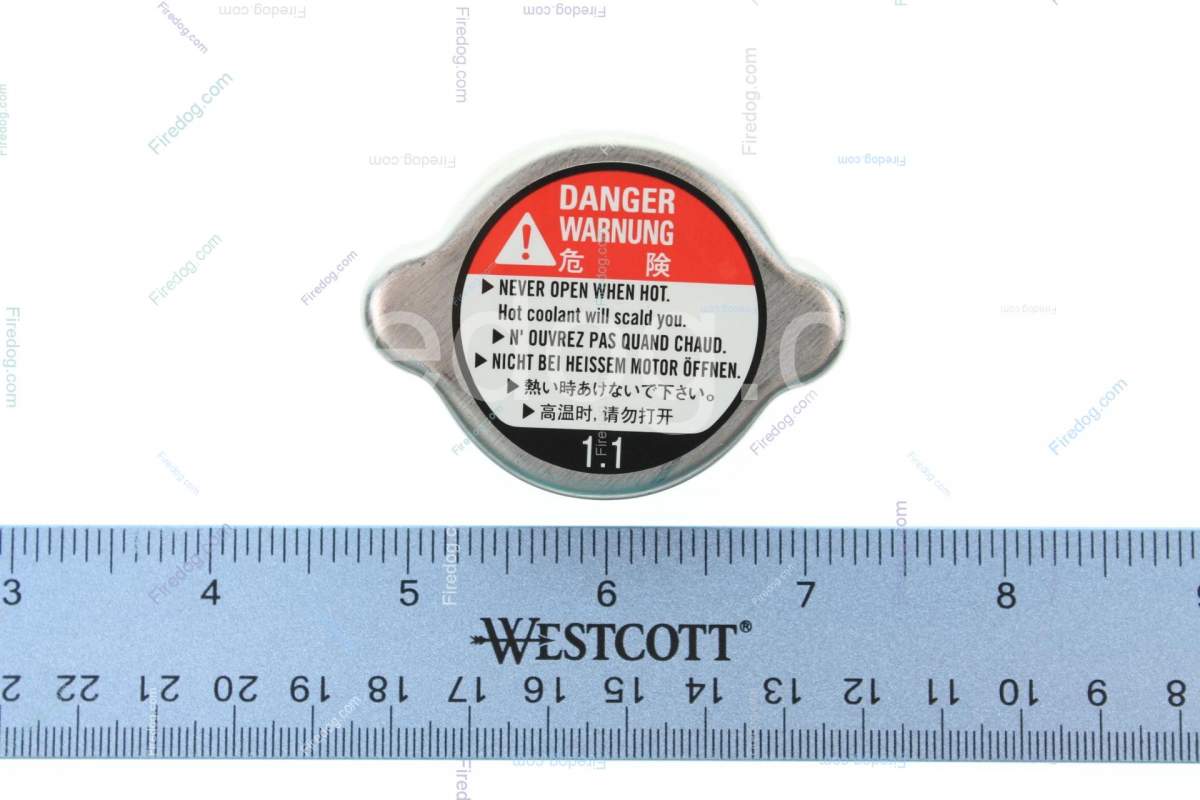 DANGER
WARNUNG
危 険
▶ NEVER OPEN WHEN HOT.
Hot coolant will scald you.
▶ N' OUVREZ PAS QUAND CHAUD.
▶ NICHT BEI HEISSEM MOTOR ÖFFNEN.
▶ 熱い時あけないで下さい。
▶ 高温时, 请勿打开
1.1
3 4 5 6 7 8
WESTCOTT®
22 21 20 19 18 17 16 15 14 13 12 11 10 9 8
Firedog.com